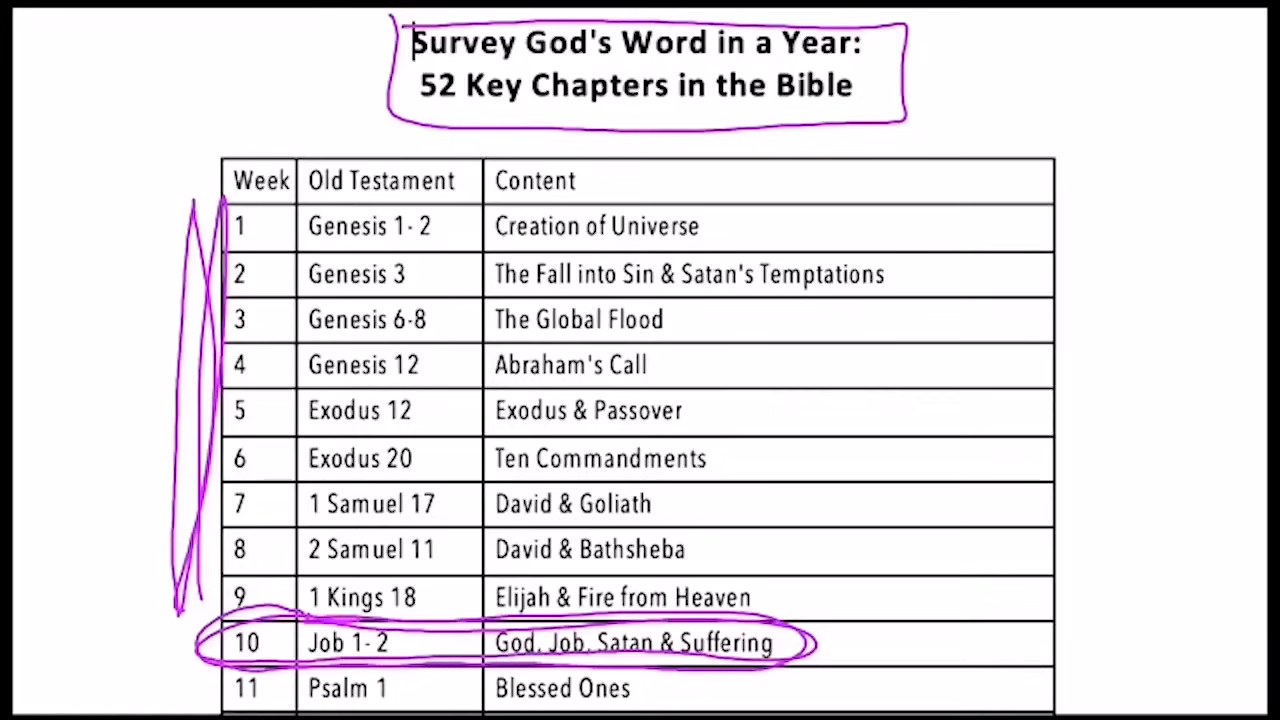 Survey God's Word in a Year:
52 Key Chapters in the Bible
Week Old Testament Content
1 Genesis 1- 2 Creation of Universe
2 Genesis 3 The Fall into Sin & Satan's Temptations
3 Genesis 6-8 The Global Flood
4 Genesis 12 Abraham's Call
5 Exodus 12 Exodus & Passover
6 Exodus 20 Ten Commandments
7 1 Samuel 17 David & Goliath
8 2 Samuel 11 David & Bathsheba
9 1 Kings 18 Elijah & Fire from Heaven
10 Job 1- 2 God, Job, Satan & Suffering
11 Psalm 1 Blessed Ones